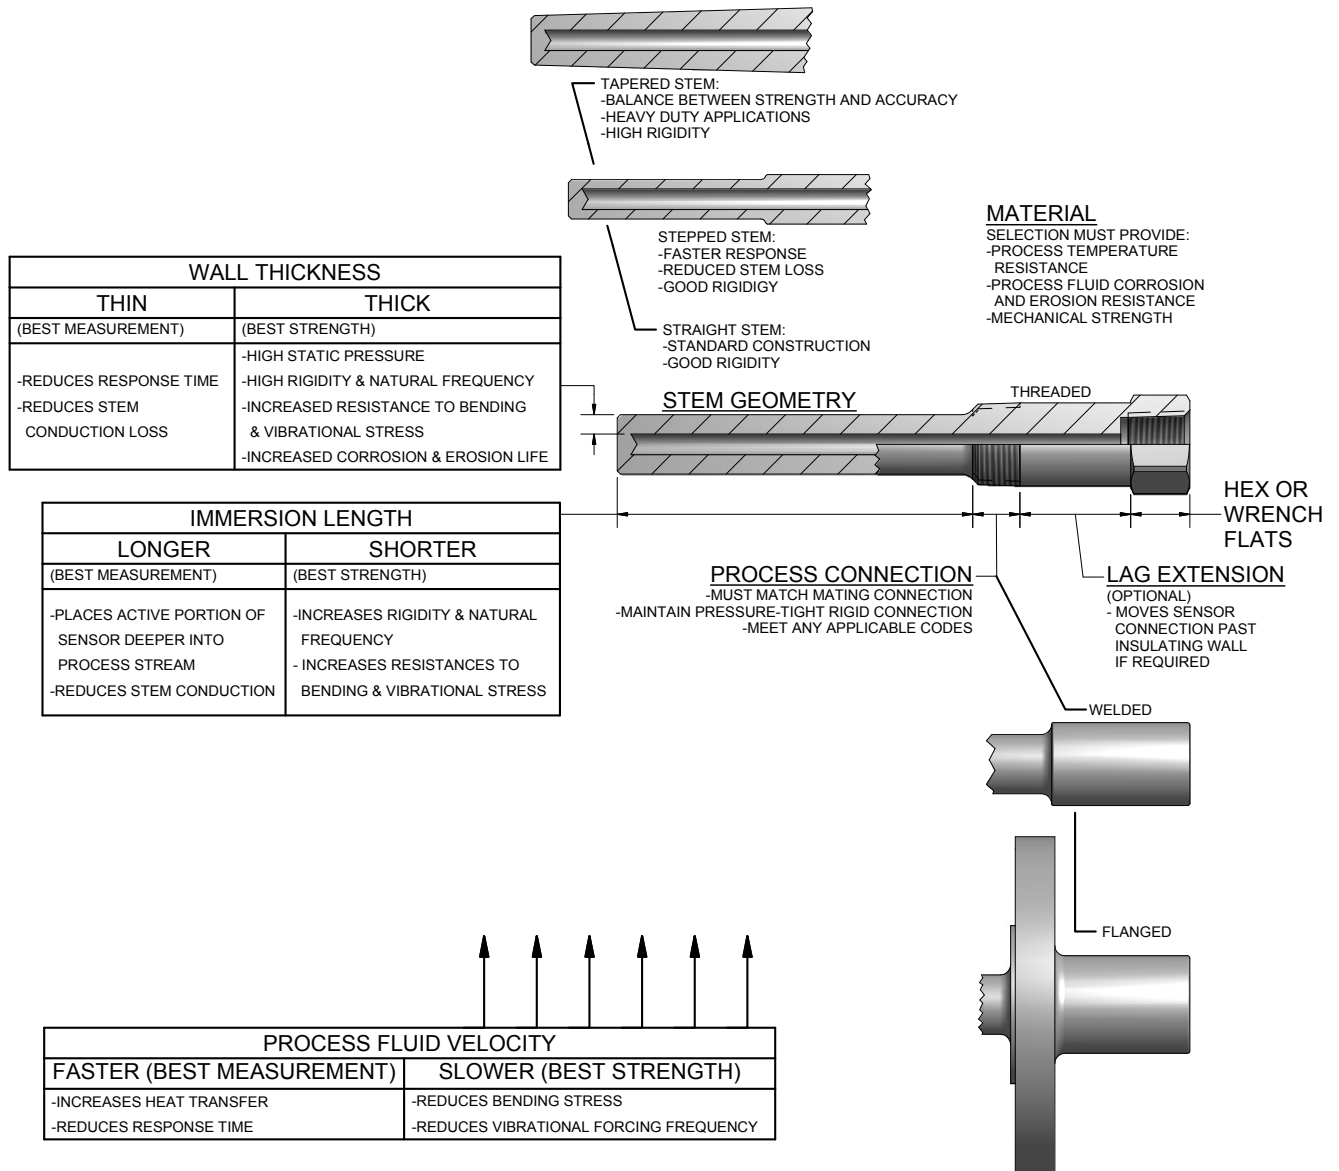 TAPERED STEM:
-BALANCE BETWEEN STRENGTH AND ACCURACY
-HEAVY DUTY APPLICATIONS
-HIGH RIGIDITY
STEPPED STEM:
-FASTER RESPONSE
-REDUCED STEM LOSS
-GOOD RIGIDIGY
STRAIGHT STEM:
-STANDARD CONSTRUCTION
-GOOD RIGIDITY
MATERIAL
SELECTION MUST PROVIDE:
-PROCESS TEMPERATURE
RESISTANCE
-PROCESS FLUID CORROSION
AND EROSION RESISTANCE
-MECHANICAL STRENGTH
WALL THICKNESS
THIN
(BEST MEASUREMENT)
-REDUCES RESPONSE TIME
-REDUCES STEM
CONDUCTION LOSS
THICK
(BEST STRENGTH)
-HIGH STATIC PRESSURE
-HIGH RIGIDITY & NATURAL FREQUENCY
-INCREASED RESISTANCE TO BENDING
& VIBRATIONAL STRESS
-INCREASED CORROSION & EROSION LIFE
STEM GEOMETRY
THREADED
HEX OR
WRENCH
FLATS
IMMERSION LENGTH
LONGER
(BEST MEASUREMENT)
-PLACES ACTIVE PORTION OF
SENSOR DEEPER INTO
PROCESS STREAM
-REDUCES STEM CONDUCTION
SHORTER
(BEST STRENGTH)
-INCREASES RIGIDITY & NATURAL
FREQUENCY
- INCREASES RESISTANCES TO
BENDING & VIBRATIONAL STRESS
PROCESS CONNECTION
-MUST MATCH MATING CONNECTION
-MAINTAIN PRESSURE-TIGHT RIGID CONNECTION
-MEET ANY APPLICABLE CODES
LAG EXTENSION
(OPTIONAL)
- MOVES SENSOR
CONNECTION PAST
INSULATING WALL
IF REQUIRED
WELDED
FLANGED
PROCESS FLUID VELOCITY
FASTER (BEST MEASUREMENT)
-INCREASES HEAT TRANSFER
-REDUCES RESPONSE TIME
SLOWER (BEST STRENGTH)
-REDUCES BENDING STRESS
-REDUCES VIBRATIONAL FORCING FREQUENCY